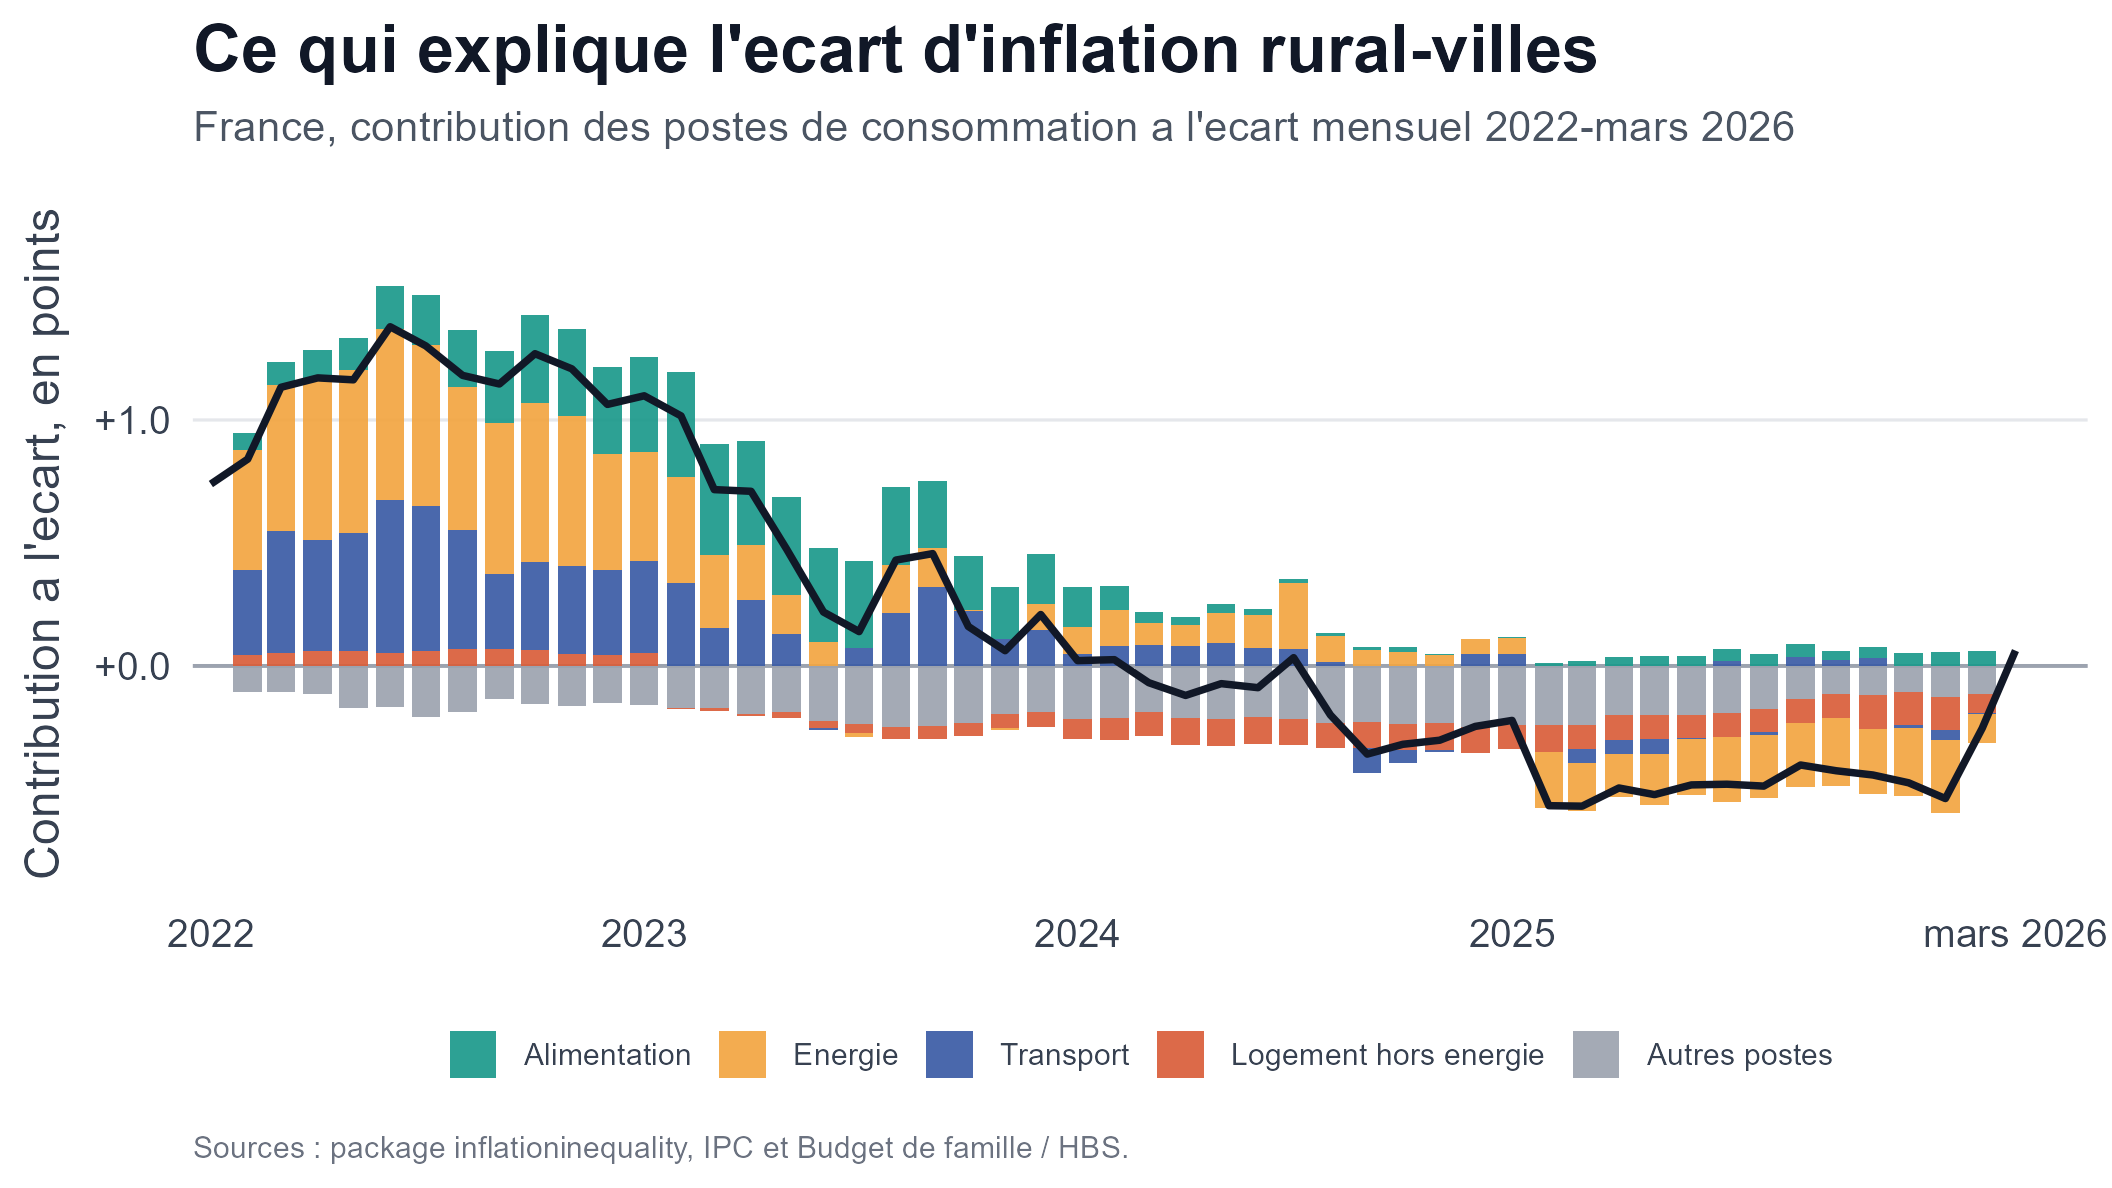 Ce qui explique l'ecart d'inflation rural-villes
France, contribution des postes de consommation a l'ecart mensuel 2022-mars 2026
Contribution a l'ecart, en points
+1.0
+0.0
2022 2023 2024 2025 mars 2026
Alimentation Energie Transport Logement hors energie Autres postes
Sources : package inflationinequality, IPC et Budget de famille / HBS.